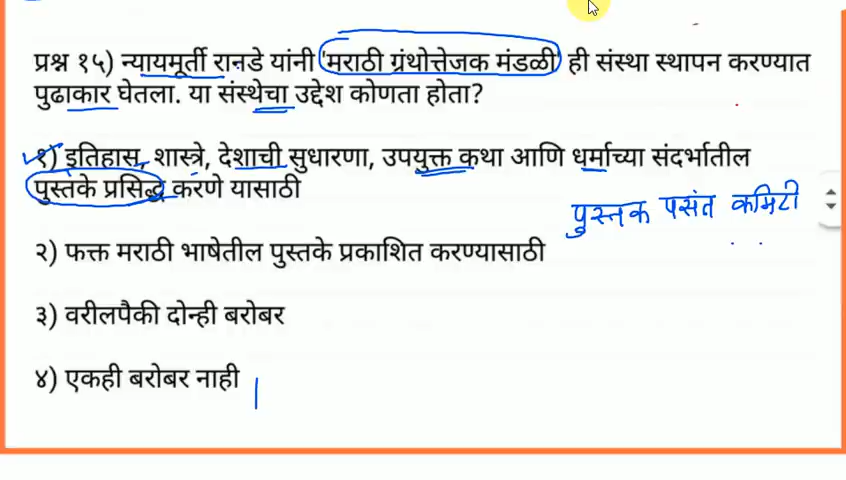 प्रश्न १५) न्यायमूर्ती रानडे यांनी 'मराठी ग्रंथोत्तेजक मंडळी' ही संस्था स्थापन करण्यात
पुढाकार घेतला. या संस्थेचा उद्देश कोणता होता?
१) इतिहास, शास्त्रे, देशाची सुधारणा, उपयुक्त कथा आणि धर्माच्या संदर्भातील
पुस्तके प्रसिद्ध करणे यासाठी
पुस्तक पसंत कमिटी
२) फक्त मराठी भाषेतील पुस्तके प्रकाशित करण्यासाठी
३) वरीलपैकी दोन्ही बरोबर
४) एकही बरोबर नाही